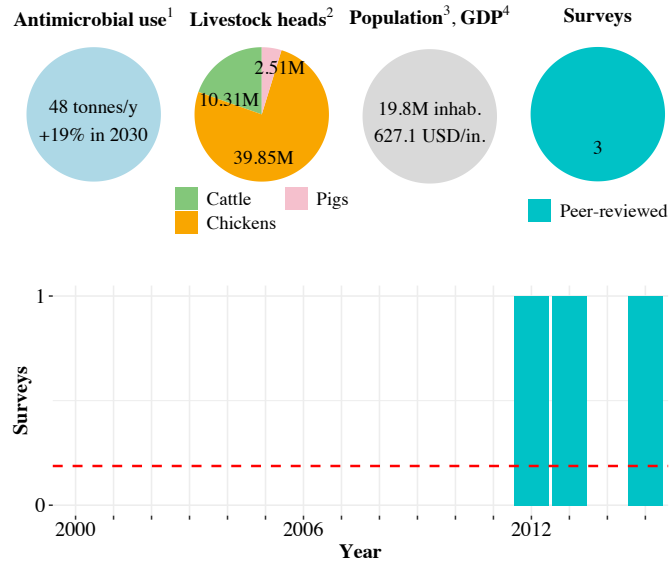 Antimicrobial use1 Livestock heads2 Population3, GDP4 Surveys
48 tonnes/y
+19% in 2030
2.51M
10.31M
39.85M
19.8M inhab.
627.1 USD/in.
3
Cattle Pigs
Chickens
Peer-reviewed
Surveys
1
0
2000 2006 2012
Year